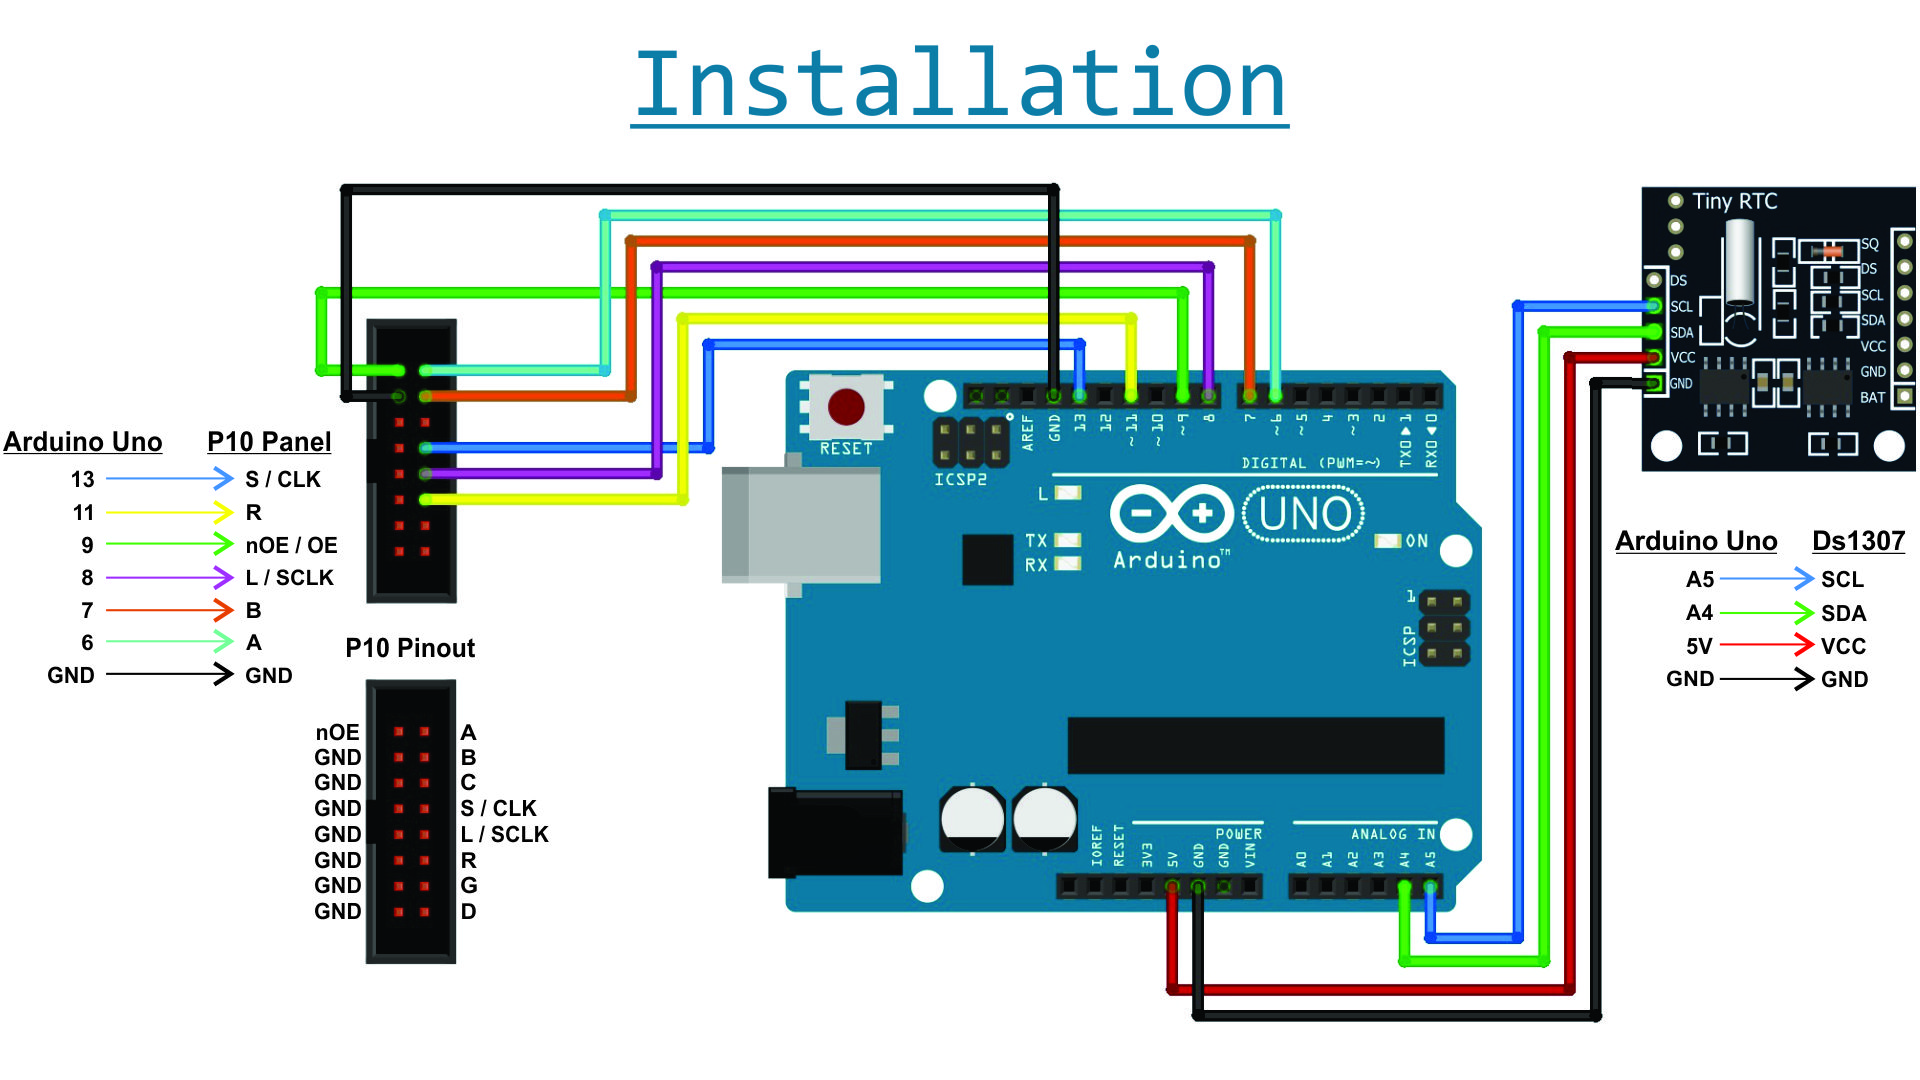 Installation
Tiny RTC
DS
SCL
SDA
VCC
GND
SQ
DS
SCL
SDA
VCC
GND
BAT
Arduino Uno P10 Panel
13 S / CLK
11 R
9 nOE / OE
8 L / SCLK
7 B
6 A
GND GND
P10 Pinout
nOE A
GND B
GND C
GND S / CLK
GND L / SCLK
GND R
GND G
GND D
RESET
ICSP2
AREF
GND
13
12
~11
~10
~9
8
7
~6
~5
4
~3
2
TX0▶1
RX0◀0
DIGITAL (PWM=~)
L
TX
RX
UNO
Arduino™
ON
1
ICSP
IOREF
RESET
3V3
5V
GND
GND
VIN
POWER
ANALOG IN
A0
A1
A2
A3
A4
A5
Arduino Uno Ds1307
A5 SCL
A4 SDA
5V VCC
GND GND